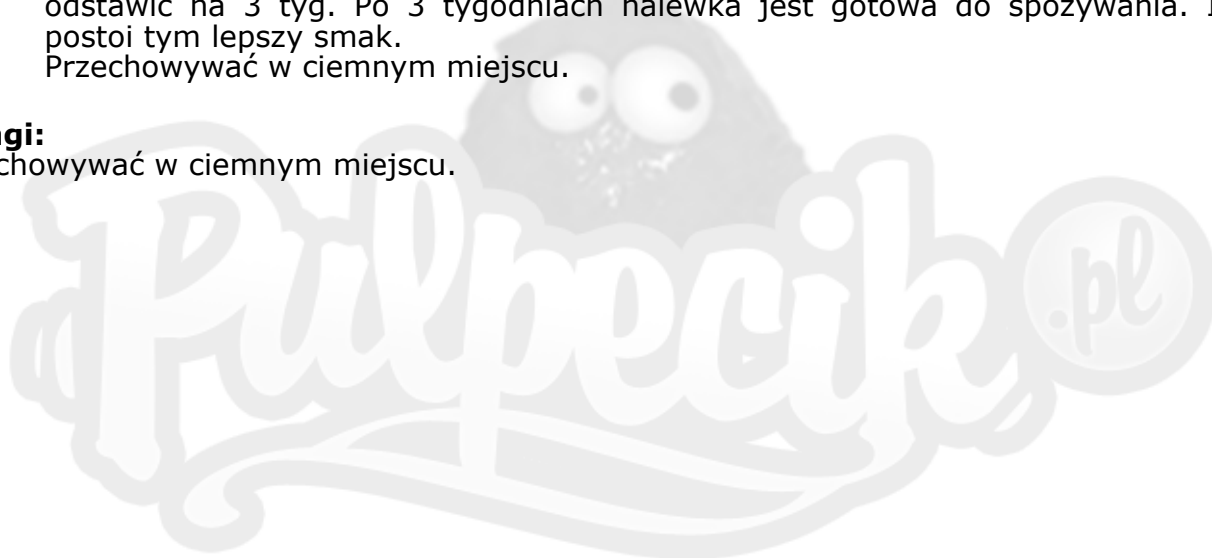 odstawić na 3 tyg. Po 3 tygodniach nalewka jest gotowa do spożywania.
postoi tym lepszy smak.
Przechowywać w ciemnym miejscu.
agi:
chowywać w ciemnym miejscu.
Pulpecik .pl